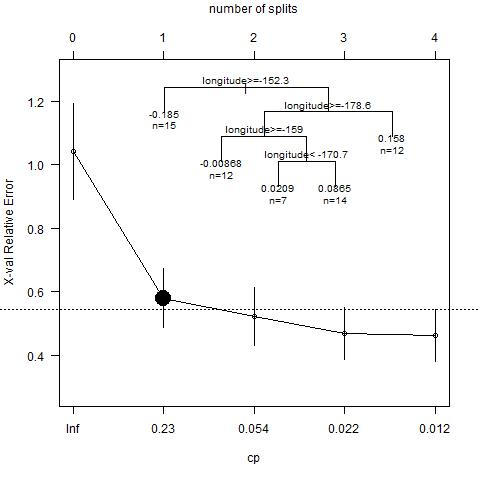 number of splits
0 1 2 3 4
longitude>=-152.3
-0.185
n=15
longitude>=-178.6
longitude>=-159
0.158
n=12
-0.00868
n=12
longitude< -170.7
0.0209
n=7
0.0865
n=14
X-val Relative Error
1.2
1.0
0.8
0.6
0.4
Inf 0.23 0.054 0.022 0.012
cp